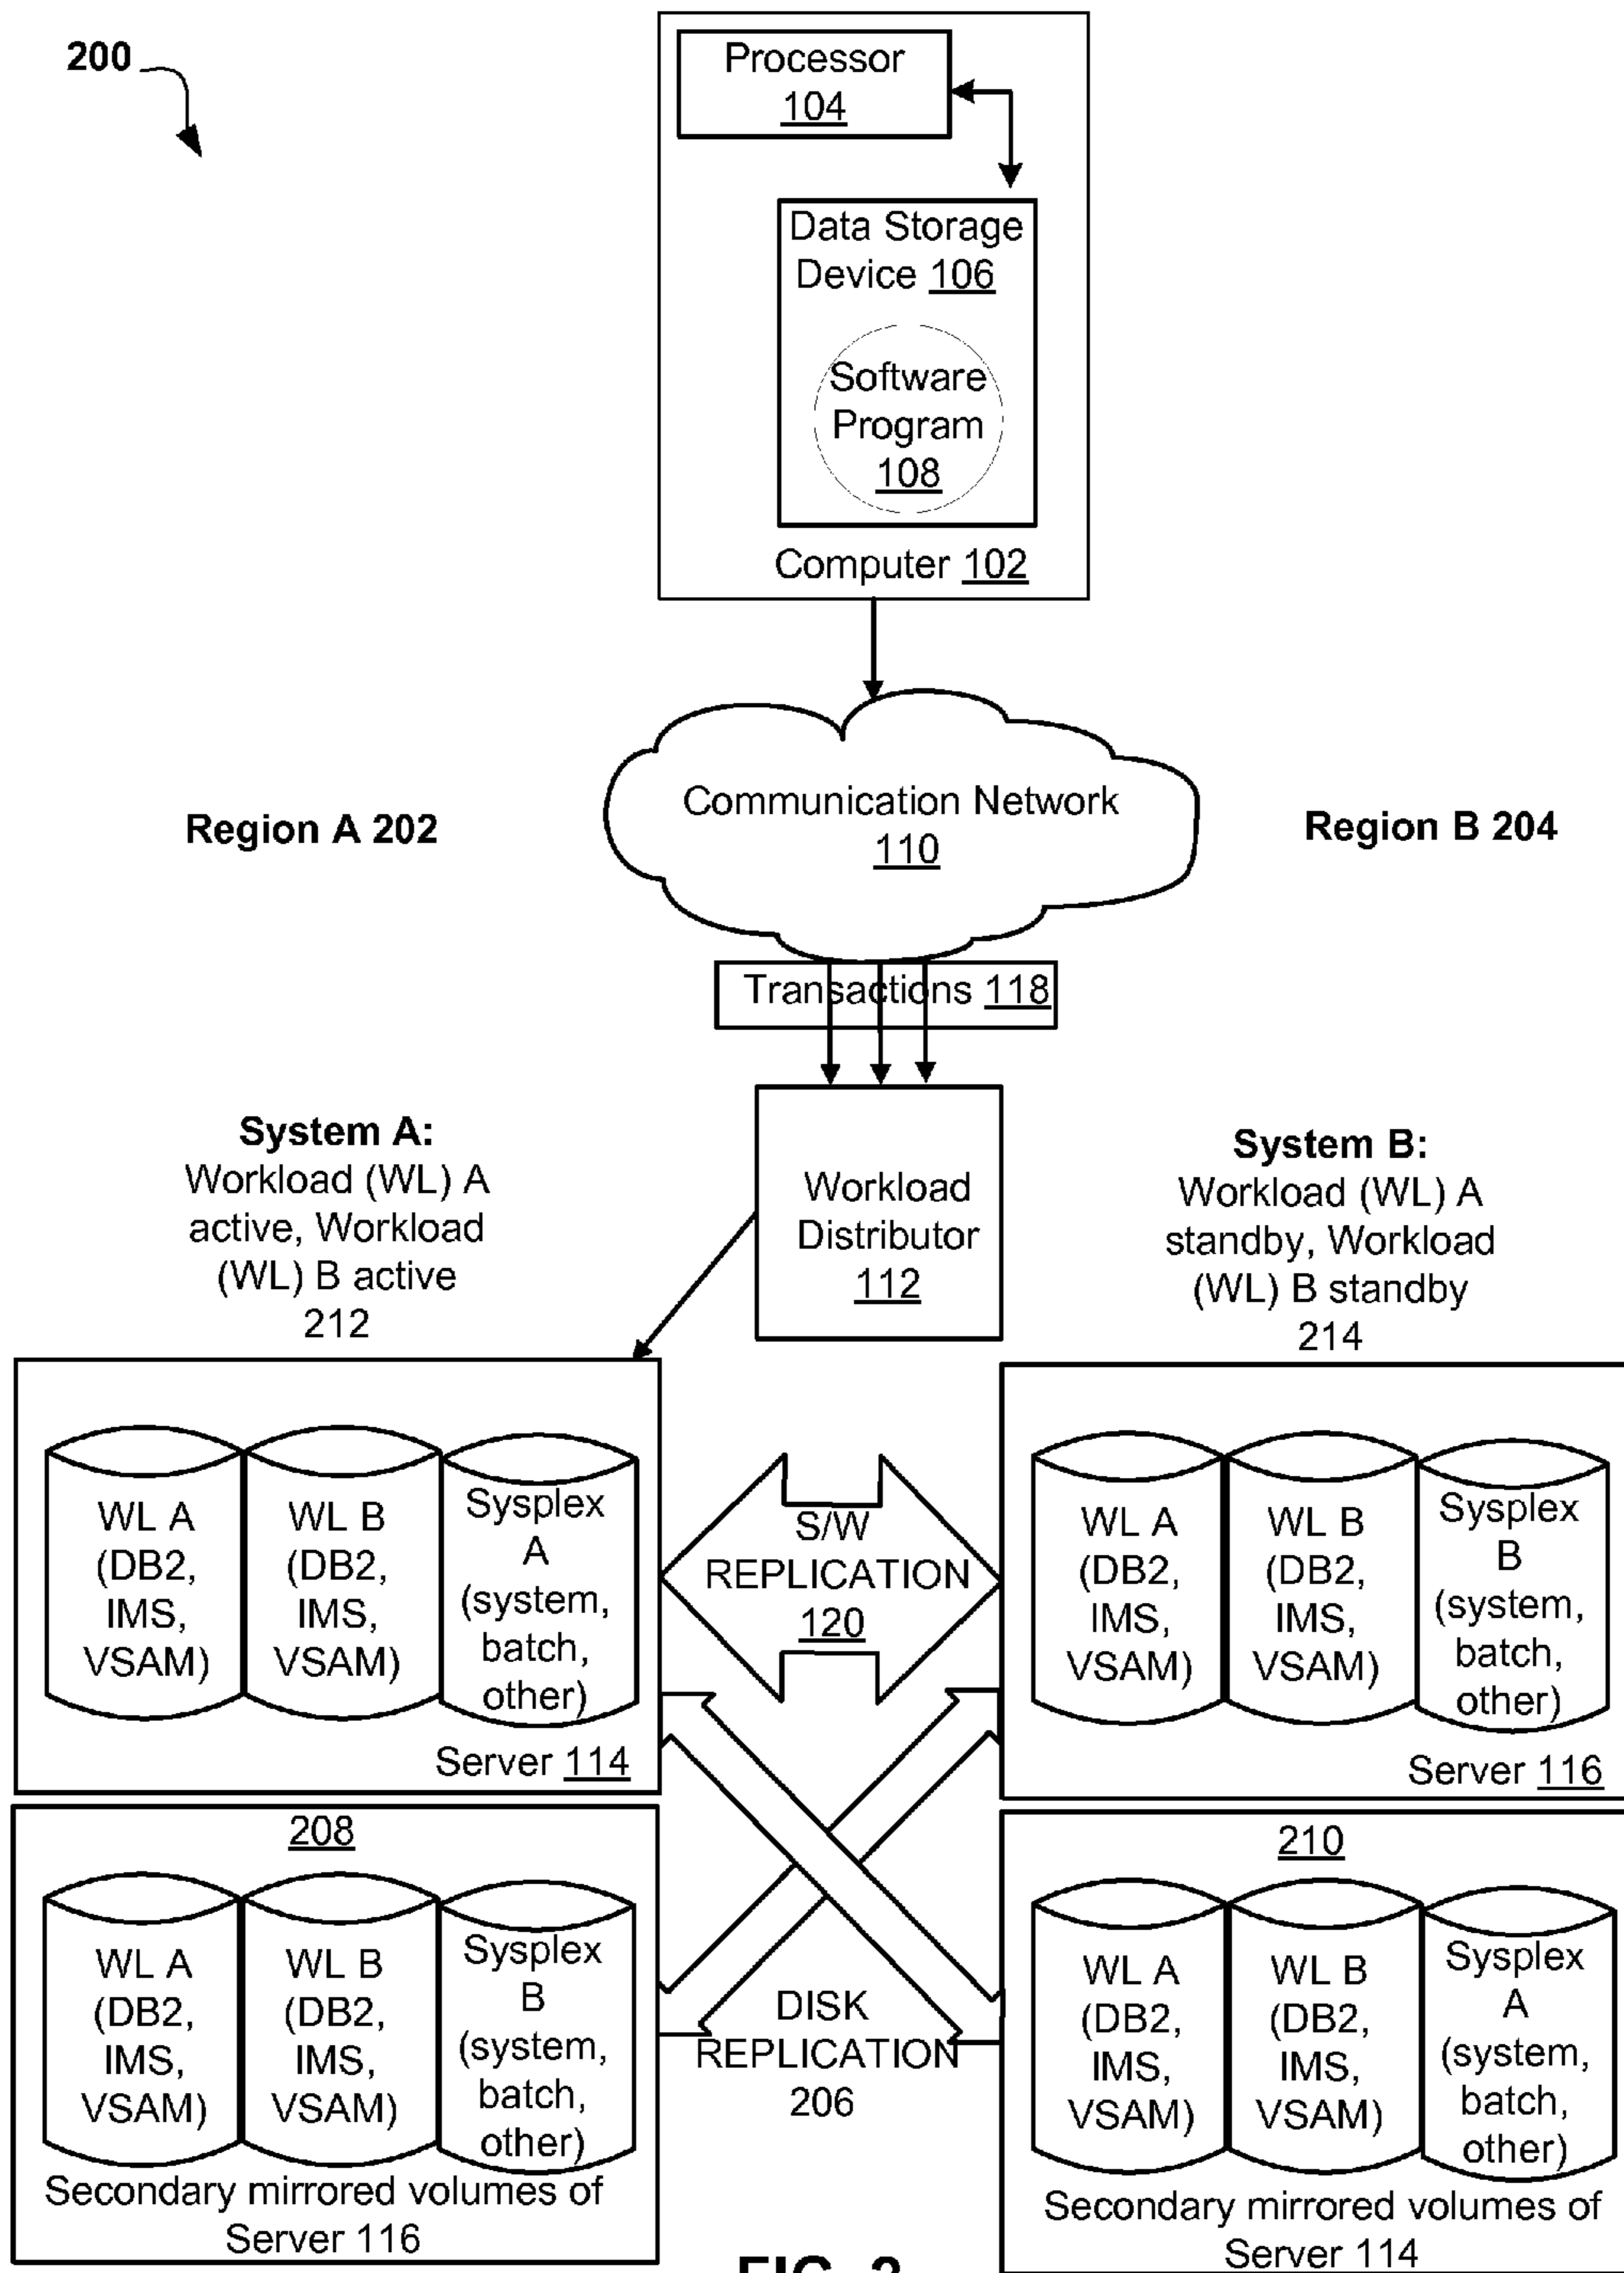 200
Processor
104
Data Storage
Device 106
Software
Program
108
Computer 102
Communication Network
110
Region A 202
Region B 204
Transactions 118
Workload
Distributor
112
System A:
Workload (WL) A
active, Workload
(WL) B active
212
System B:
Workload (WL) A
standby, Workload
(WL) B standby
214
WL A
(DB2,
IMS,
VSAM)
WL B
(DB2,
IMS,
VSAM)
Sysplex
A
(system,
batch,
other)
Server 114
S/W
REPLICATION
120
WL A
(DB2,
IMS,
VSAM)
WL B
(DB2,
IMS,
VSAM)
Sysplex
B
(system,
batch,
other)
Server 116
208
WL A
(DB2,
IMS,
VSAM)
WL B
(DB2,
IMS,
VSAM)
Sysplex
B
(system,
batch,
other)
Secondary mirrored volumes of
Server 116
DISK
REPLICATION
206
210
WL A
(DB2,
IMS,
VSAM)
WL B
(DB2,
IMS,
VSAM)
Sysplex
A
(system,
batch,
other)
Secondary mirrored volumes of
Server 114
FIG.